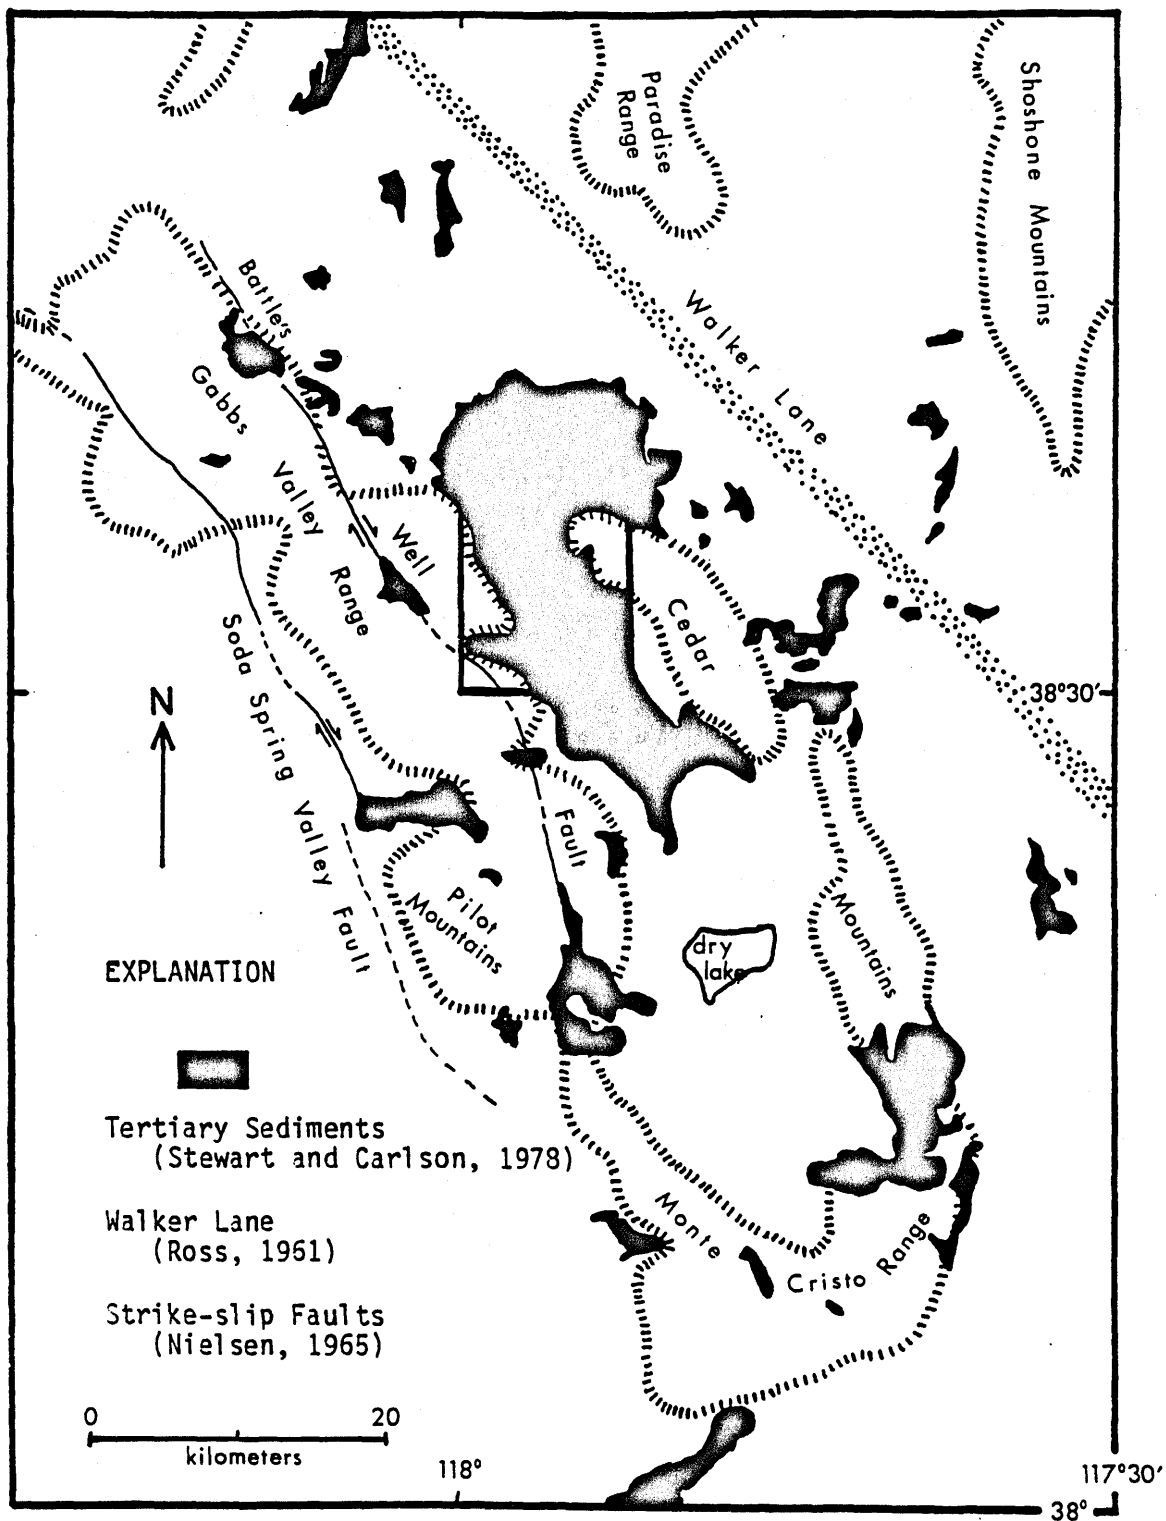 Paradise
Range
Shoshone Mountains
Battle's
Walker Lane
Gabbs
Valley
Range
Well
Cedar
Soda Spring Valley Fault
N
38°30'
Fault
Pilot
Mountains
dry
lake
Mountains
EXPLANATION
Tertiary Sediments
(Stewart and Carlson, 1978)
Walker Lane
(Ross, 1961)
Strike-slip Faults
(Nielsen, 1965)
Monte
Cristo Range
0 20
kilometers
118°
117°30'
38°